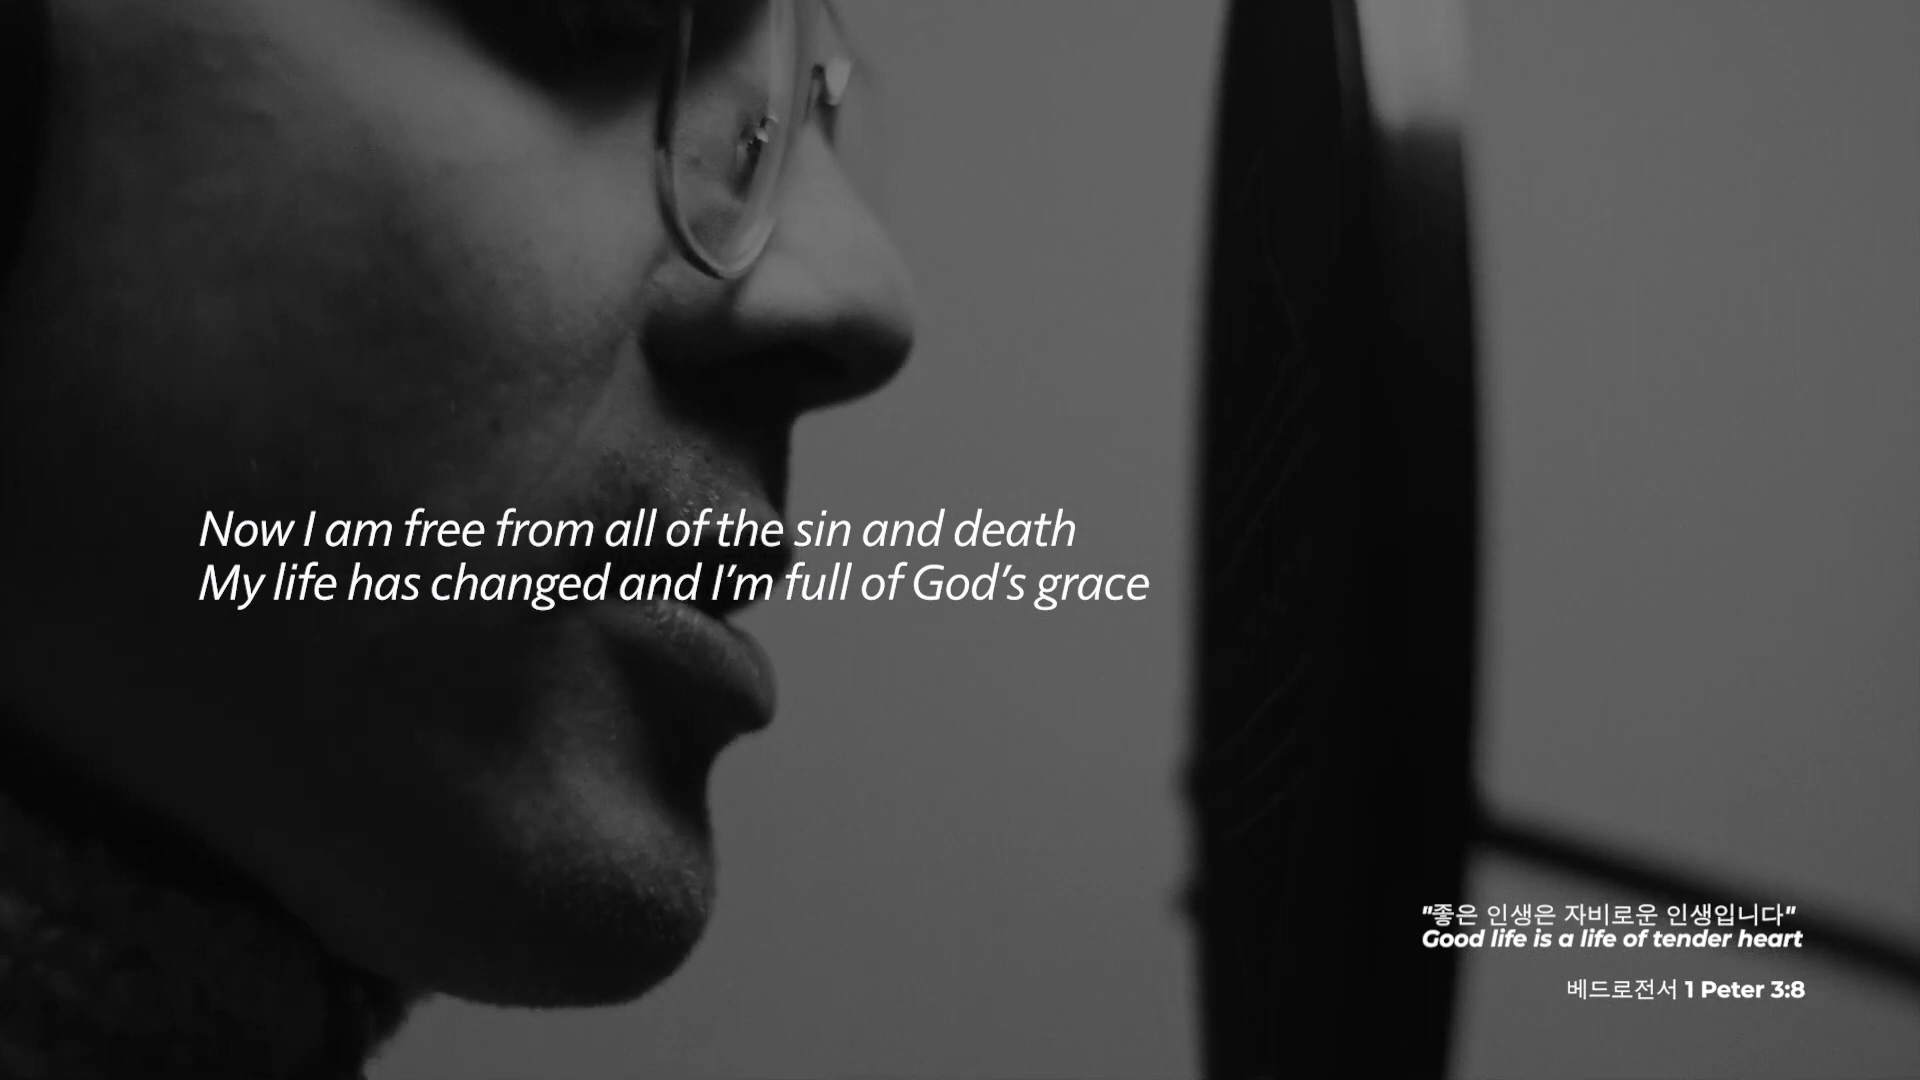 Now I am free from all of the sin and death
My life has changed and I'm full of God's grace
"좋은 인생은 자비로운 인생입니다"
Good life is a life of tender heart
베드로전서 1 Peter 3:8